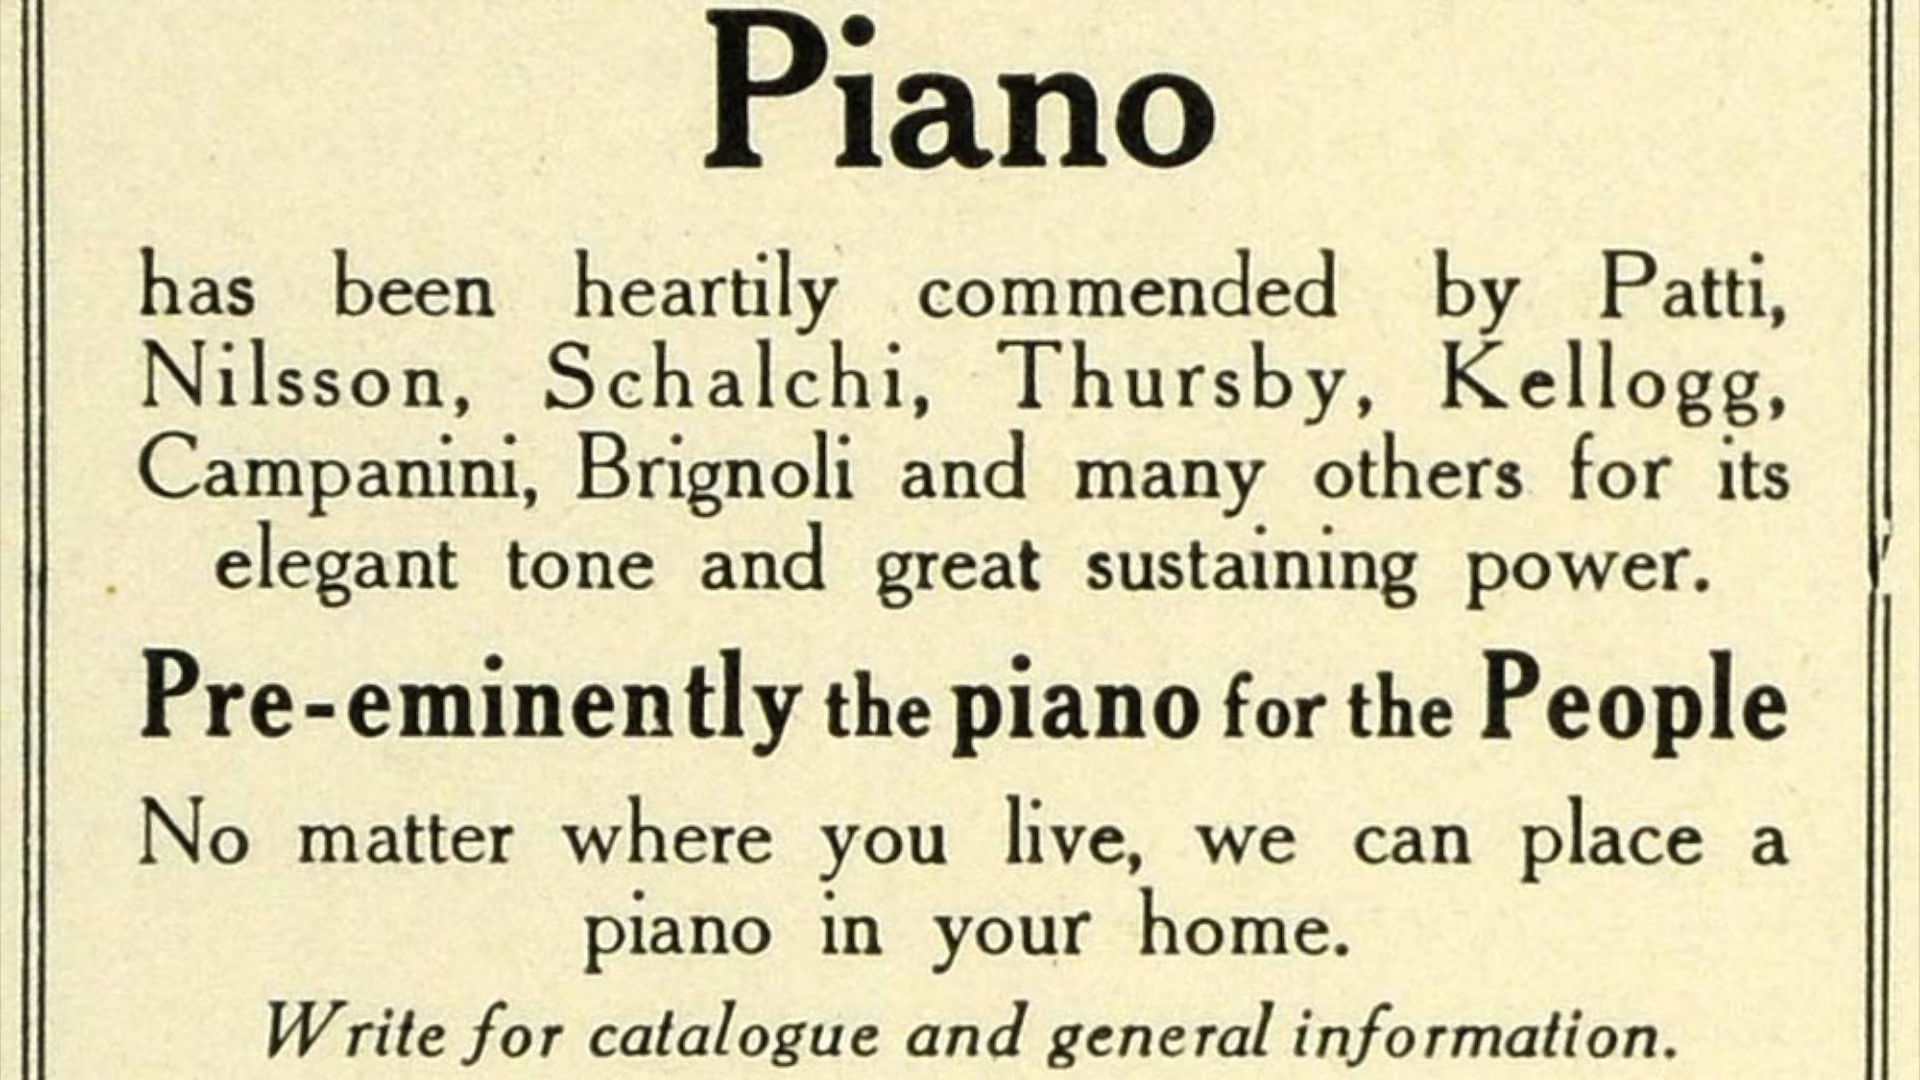 Piano
has been heartily commended by Patti,
Nilsson, Schalchi, Thursby, Kellogg,
Campanini, Brignoli and many others for its
elegant tone and great sustaining power.
Pre-eminently the piano for the People
No matter where you live, we can place a
piano in your home.
Write for catalogue and general information.